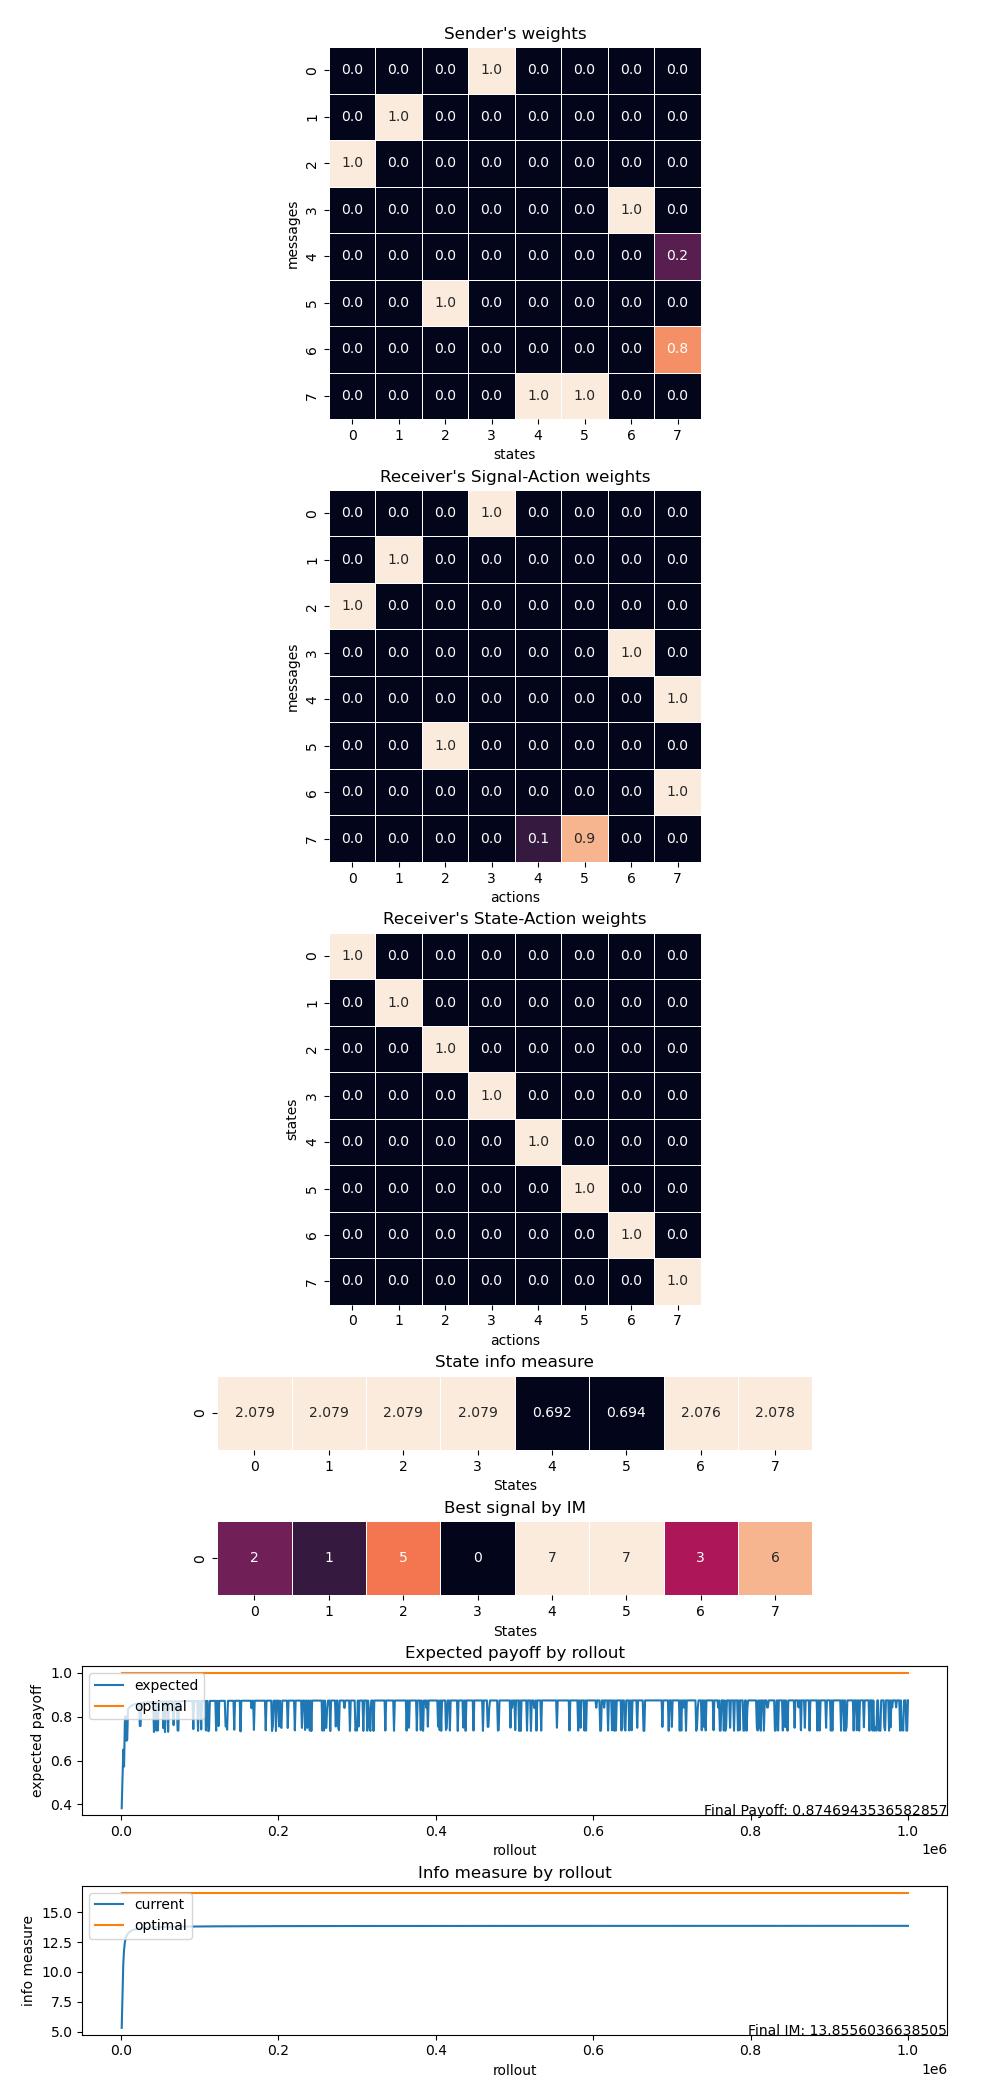 Sender's weights
0 0.0 0.0 0.0 1.0 0.0 0.0 0.0 0.0
1 0.0 1.0 0.0 0.0 0.0 0.0 0.0 0.0
2 1.0 0.0 0.0 0.0 0.0 0.0 0.0 0.0
3 0.0 0.0 0.0 0.0 0.0 0.0 1.0 0.0
messages
4 0.0 0.0 0.0 0.0 0.0 0.0 0.0 0.2
5 0.0 0.0 1.0 0.0 0.0 0.0 0.0 0.0
6 0.0 0.0 0.0 0.0 0.0 0.0 0.0 0.8
7 0.0 0.0 0.0 0.0 1.0 1.0 0.0 0.0
0 1 2 3 4 5 6 7
states
Receiver's Signal-Action weights
0 0.0 0.0 0.0 1.0 0.0 0.0 0.0 0.0
1 0.0 1.0 0.0 0.0 0.0 0.0 0.0 0.0
2 1.0 0.0 0.0 0.0 0.0 0.0 0.0 0.0
3 0.0 0.0 0.0 0.0 0.0 0.0 1.0 0.0
messages
4 0.0 0.0 0.0 0.0 0.0 0.0 0.0 1.0
5 0.0 0.0 1.0 0.0 0.0 0.0 0.0 0.0
6 0.0 0.0 0.0 0.0 0.0 0.0 0.0 1.0
7 0.0 0.0 0.0 0.0 0.1 0.9 0.0 0.0
0 1 2 3 4 5 6 7
actions
Receiver's State-Action weights
0 1.0 0.0 0.0 0.0 0.0 0.0 0.0 0.0
1 0.0 1.0 0.0 0.0 0.0 0.0 0.0 0.0
2 0.0 0.0 1.0 0.0 0.0 0.0 0.0 0.0
3 0.0 0.0 0.0 1.0 0.0 0.0 0.0 0.0
states
4 0.0 0.0 0.0 0.0 1.0 0.0 0.0 0.0
5 0.0 0.0 0.0 0.0 0.0 1.0 0.0 0.0
6 0.0 0.0 0.0 0.0 0.0 0.0 1.0 0.0
7 0.0 0.0 0.0 0.0 0.0 0.0 0.0 1.0
0 1 2 3 4 5 6 7
actions
State info measure
0 2.079 2.079 2.079 2.079 0.692 0.694 2.076 2.078
0 1 2 3 4 5 6 7
States
Best signal by IM
0 2 1 5 0 7 7 3 6
0 1 2 3 4 5 6 7
States
Expected payoff by rollout
expected payoff
1.0
0.8
0.6
0.4
expected
optimal
Final Payoff: 0.8746943536582857
0.0 0.2 0.4 0.6 0.8 1.0
1e6
rollout
Info measure by rollout
info measure
15.0
12.5
10.0
7.5
5.0
current
optimal
Final IM: 13.8556036638505
0.0 0.2 0.4 0.6 0.8 1.0
1e6
rollout